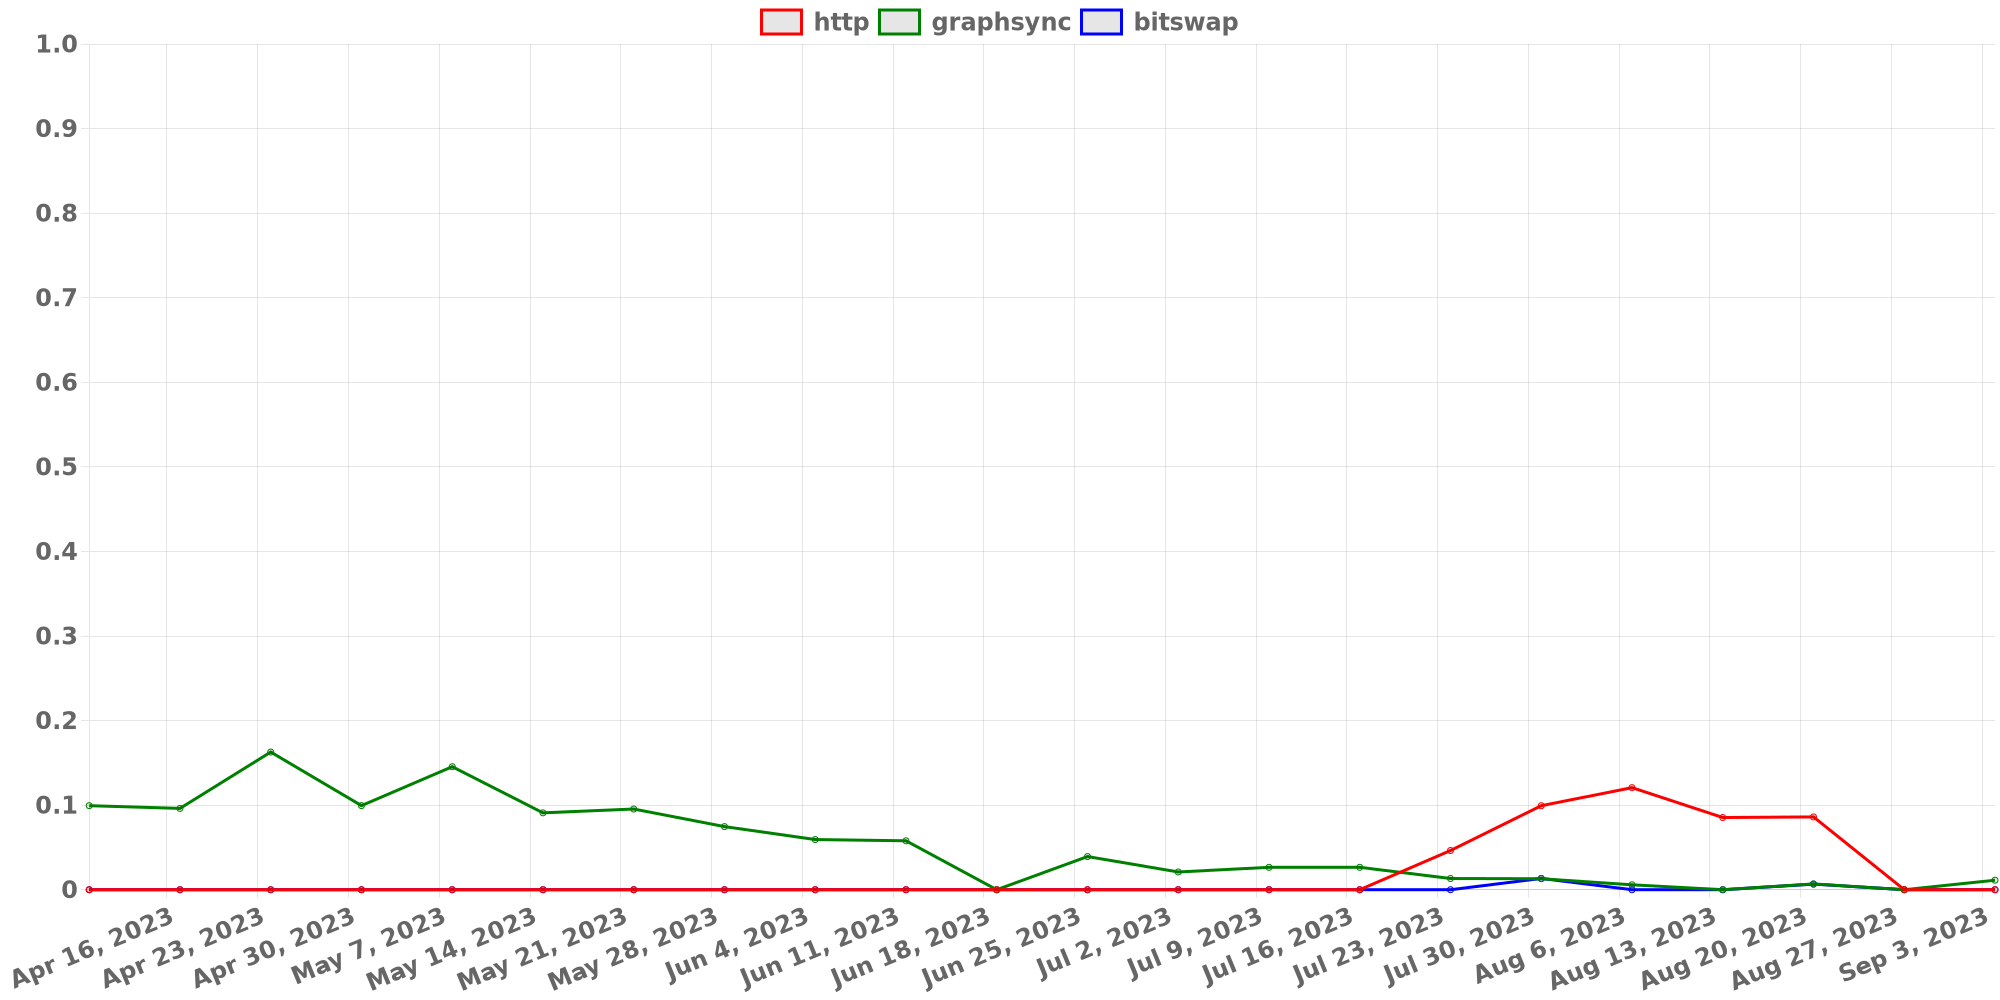 http graphsync bitswap
1.0
0.9
0.8
0.7
0.6
0.5
0.4
0.3
0.2
0.1
0
Apr 16, 2023
Apr 23, 2023
Apr 30, 2023
May 7, 2023
May 14, 2023
May 21, 2023
May 28, 2023
Jun 4, 2023
Jun 11, 2023
Jun 18, 2023
Jun 25, 2023
Jul 2, 2023
Jul 9, 2023
Jul 16, 2023
Jul 23, 2023
Jul 30, 2023
Aug 6, 2023
Aug 13, 2023
Aug 20, 2023
Aug 27, 2023
Sep 3, 2023